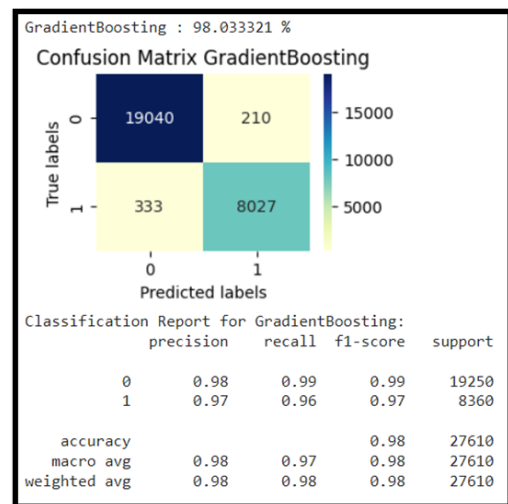 GradientBoosting : 98.033321 %
Confusion Matrix GradientBoosting
True labels
0 19040 210
1 333 8027
0 1
Predicted labels
15000
10000
5000
Classification Report for GradientBoosting:
precision recall f1-score support
0 0.98 0.99 0.99 19250
1 0.97 0.96 0.97 8360
accuracy 0.98 27610
macro avg 0.98 0.97 0.98 27610
weighted avg 0.98 0.98 0.98 27610